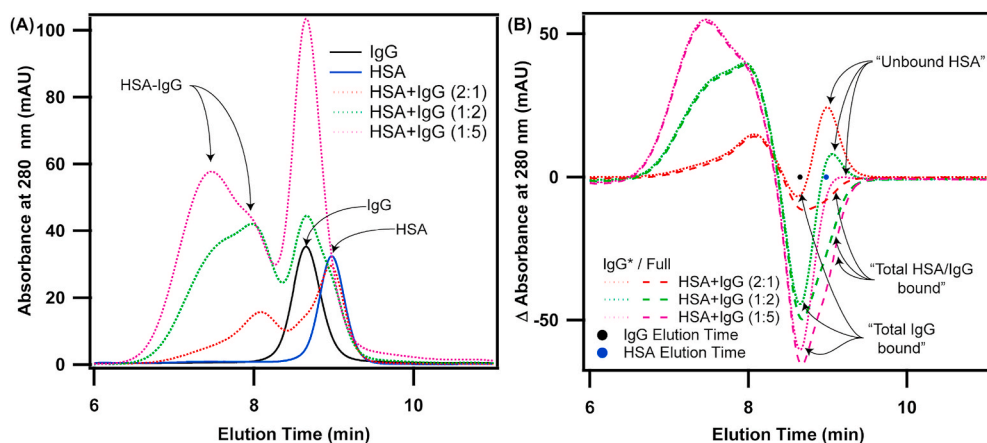 (A)
100
80
60
40
20
0
Absorbance at 280 nm (mAU)
HSA-IgG
IgG
HSA
HSA+IgG (2:1)
HSA+IgG (1:2)
HSA+IgG (1:5)
IgG
HSA
6
8
10
Elution Time (min)
(B)
50
0
-50
Δ Absorbance at 280 nm (mAU)
“Unbound HSA”
“Total HSA/IgG
bound”
“Total IgG
bound”
IgG* / Full
HSA+IgG (2:1)
HSA+IgG (1:2)
HSA+IgG (1:5)
IgG Elution Time
HSA Elution Time
6
8
10
Elution Time (min)